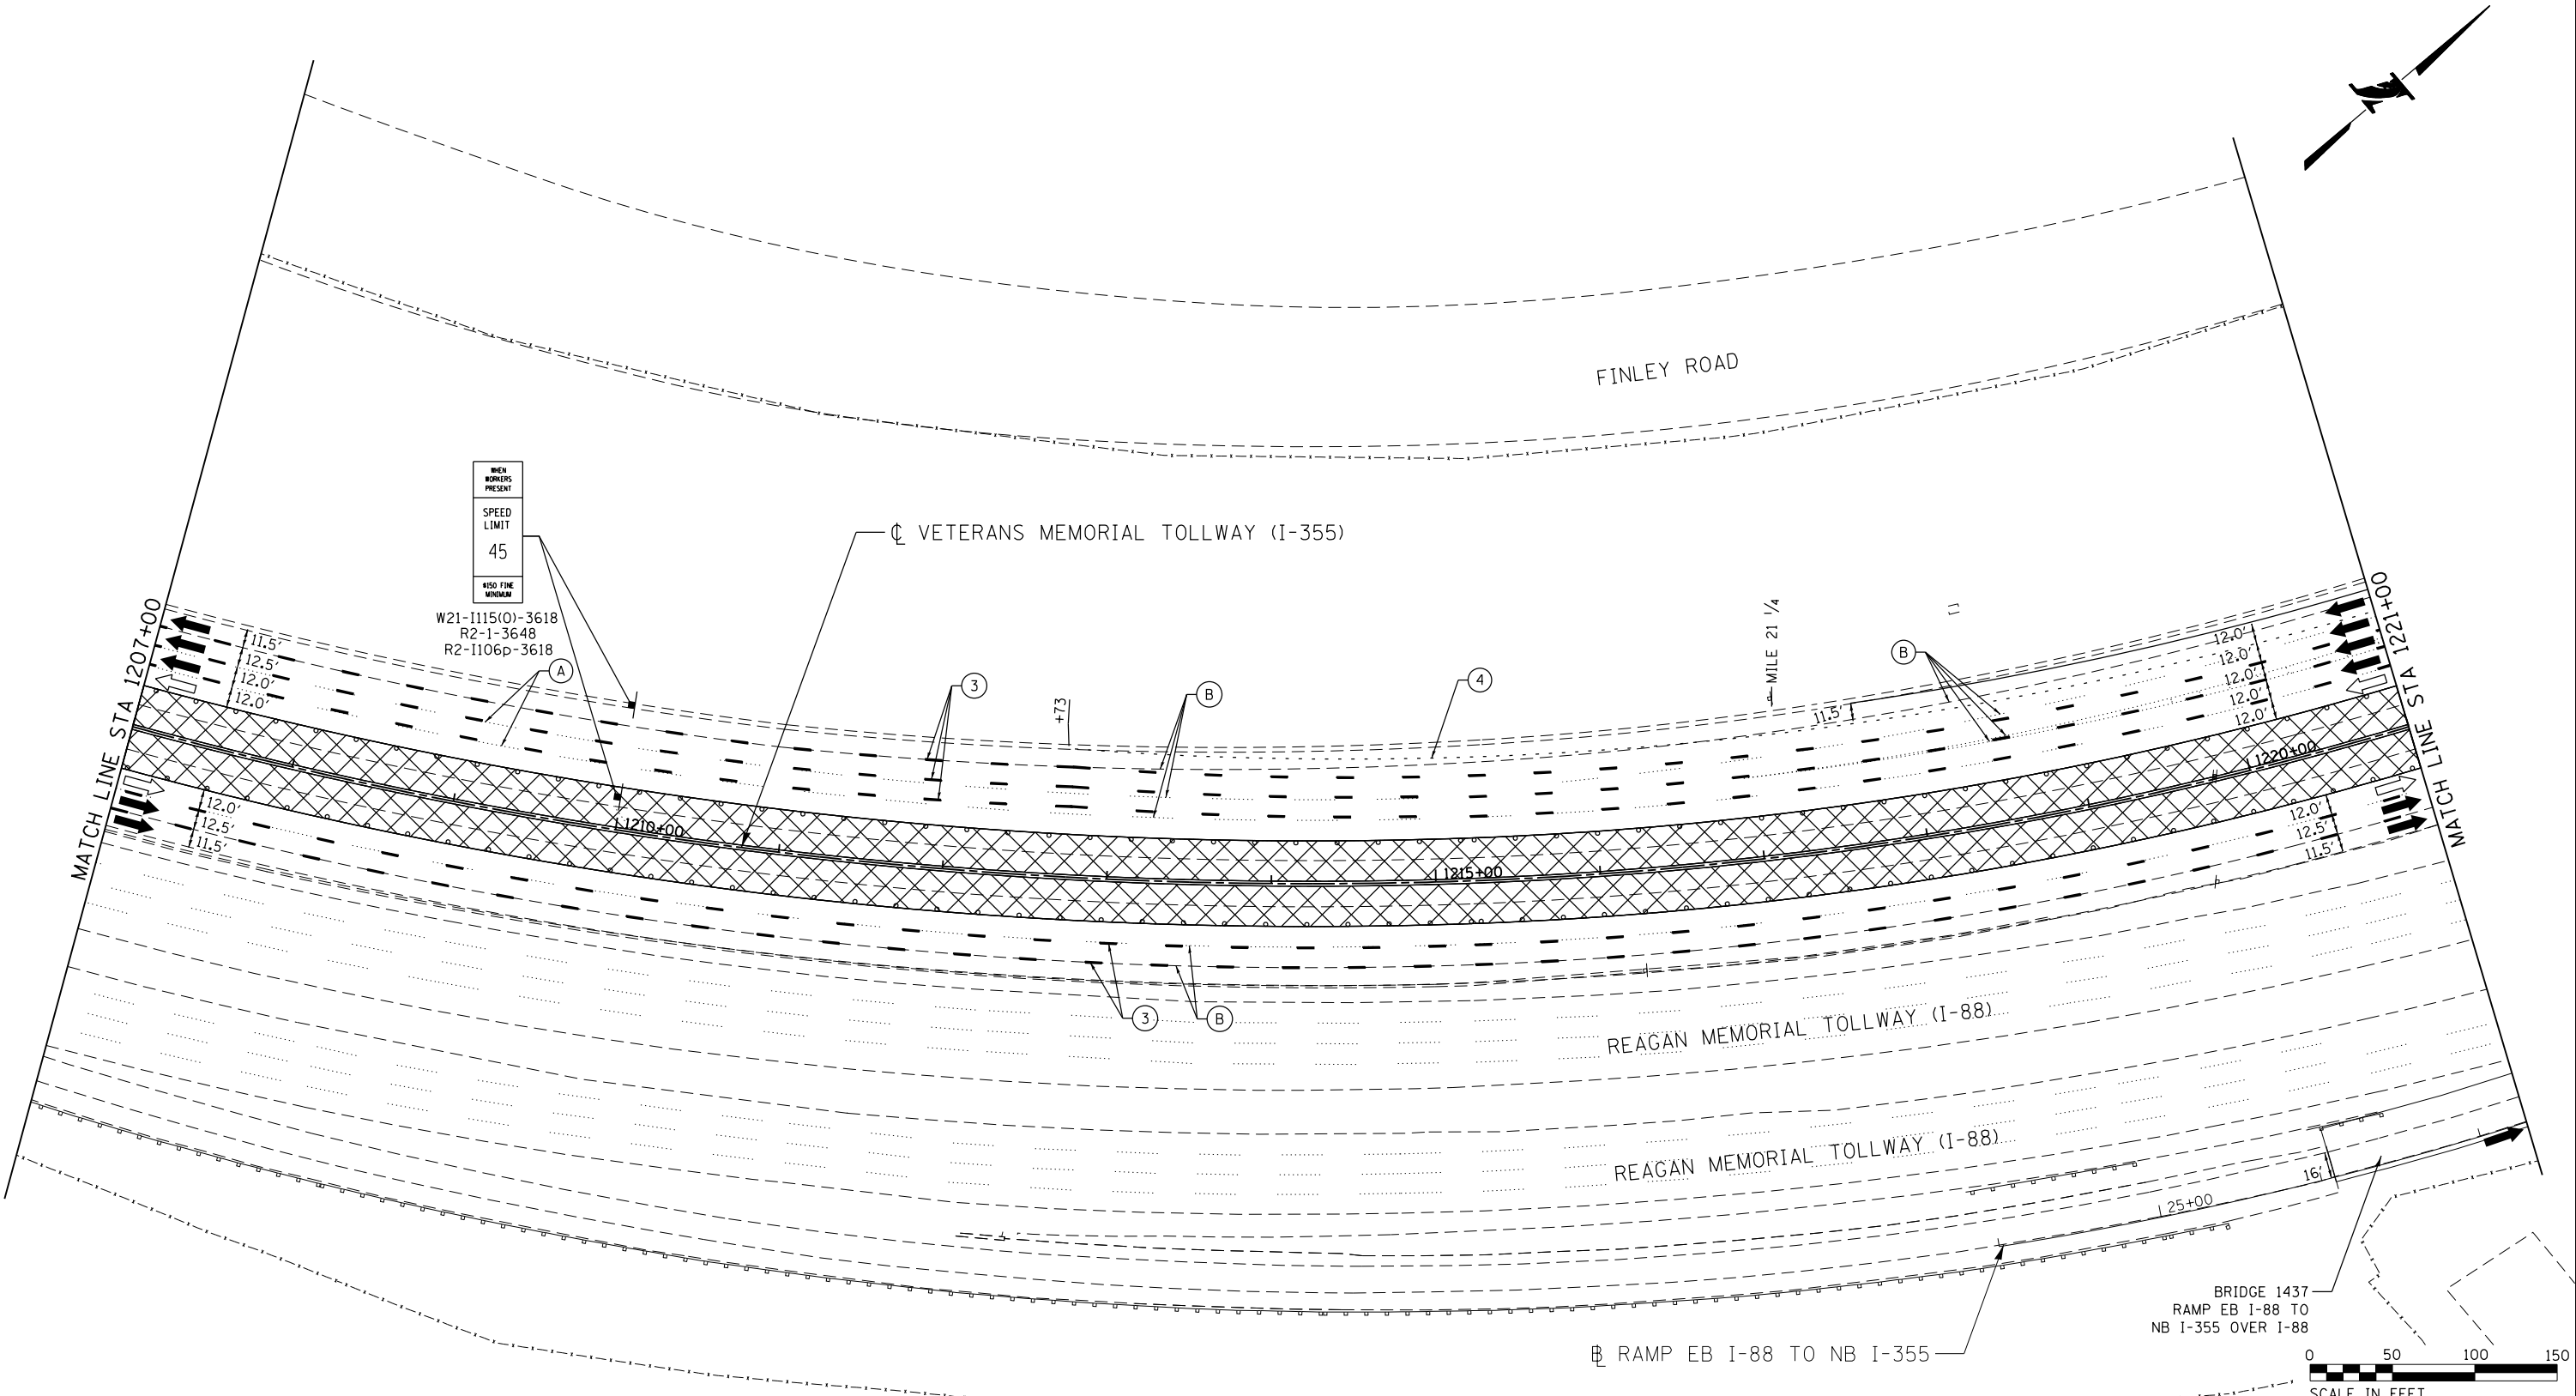 FINLEY ROAD
WHEN
WORKERS
PRESENT
SPEED
LIMIT
45
$150 FINE
MINIMUM
W21-I115(O)-3618
R2-1-3648
R2-I106p-3618
℄ VETERANS MEMORIAL TOLLWAY (I-355)
MATCH LINE STA 1207+00
MATCH LINE STA 1221+00
11.5'
12.5'
12.0'
12.0'
A
3
B
+73
4
MILE 21 1/4
B
11.5'
12.0'
12.0'
12.0'
12.0'
12.0'
12.0'
12.5'
11.5'
1210+00
1215+00
1220+00
12.0'
12.5'
11.5'
3
B
REAGAN MEMORIAL TOLLWAY (I-88)
REAGAN MEMORIAL TOLLWAY (I-88)
16'
25+00
BRIDGE 1437
RAMP EB I-88 TO
NB I-355 OVER I-88
BL RAMP EB I-88 TO NB I-355
0 50 100 150
SCALE IN FEET